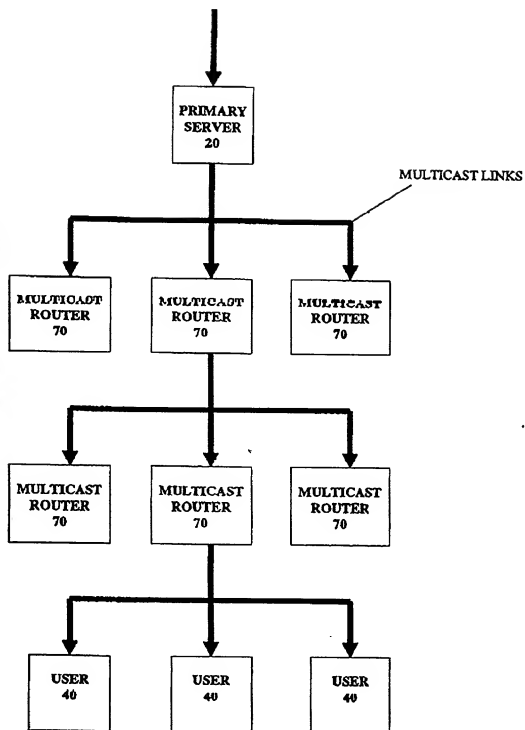 PRIMARY
SERVER
20
MULTICAST LINKS
MULTICAST
ROUTER
70
MULTICAST
ROUTER
70
MULTICAST
ROUTER
70
MULTICAST
ROUTER
70
MULTICAST
ROUTER
70
MULTICAST
ROUTER
70
USER
40
USER
40
USER
40